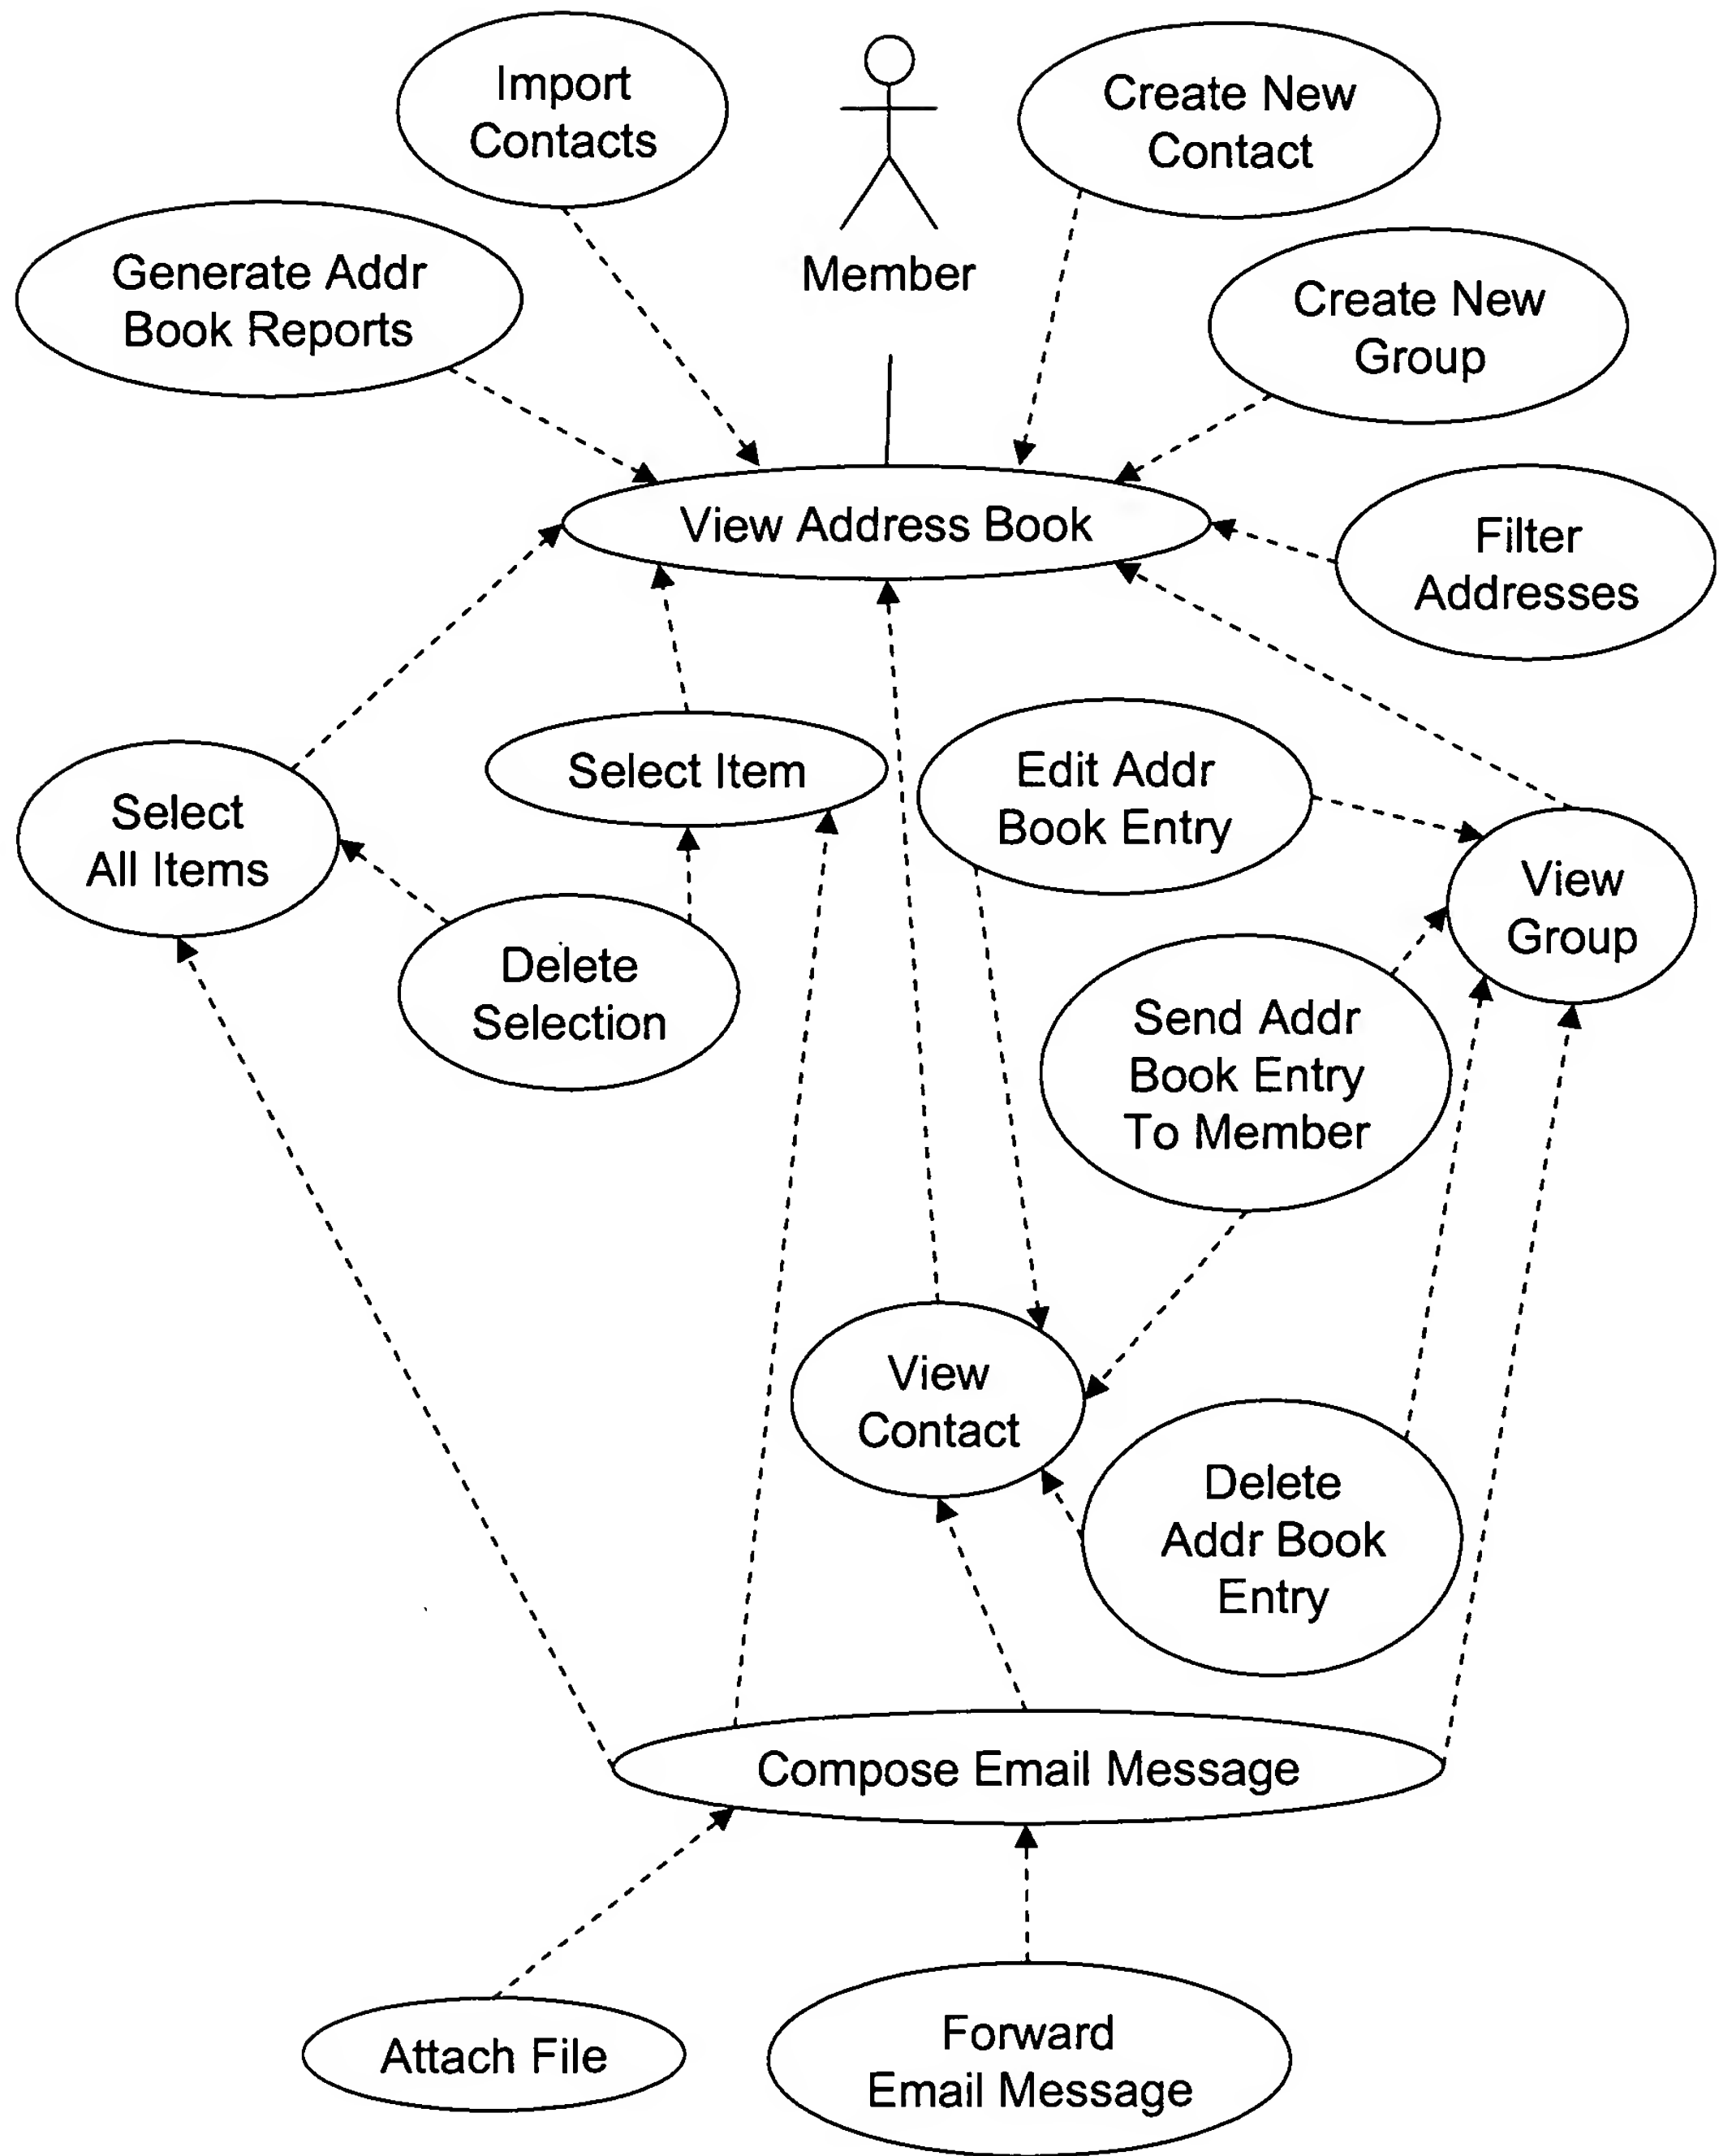 Import
Contacts
Create New
Contact
Generate Addr
Book Reports
Member
Create New
Group
View Address Book
Filter
Addresses
Select
All Items
Select Item
Edit Addr
Book Entry
View
Group
Delete
Selection
Send Addr
Book Entry
To Member
View
Contact
Delete
Addr Book
Entry
Compose Email Message
Attach File
Forward
Email Message